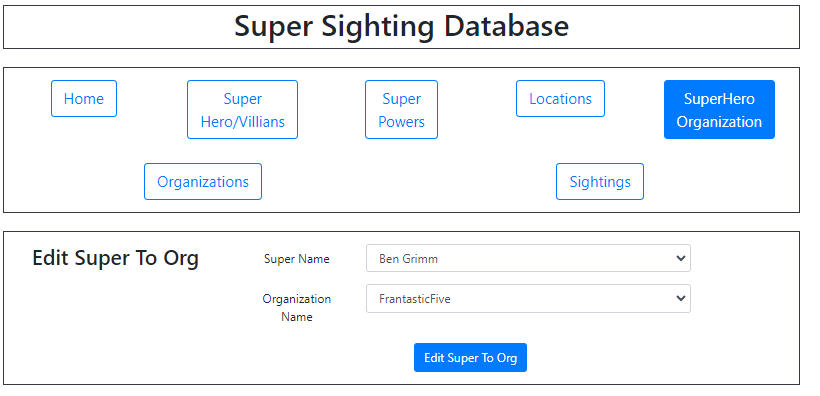 Super Sighting Database
Home
Super
Hero/Villians
Super
Powers
Locations
SuperHero
Organization
Organizations
Sightings
Edit Super To Org
Super Name
Ben Grimm
Organization
Name
FrantasticFive
Edit Super To Org